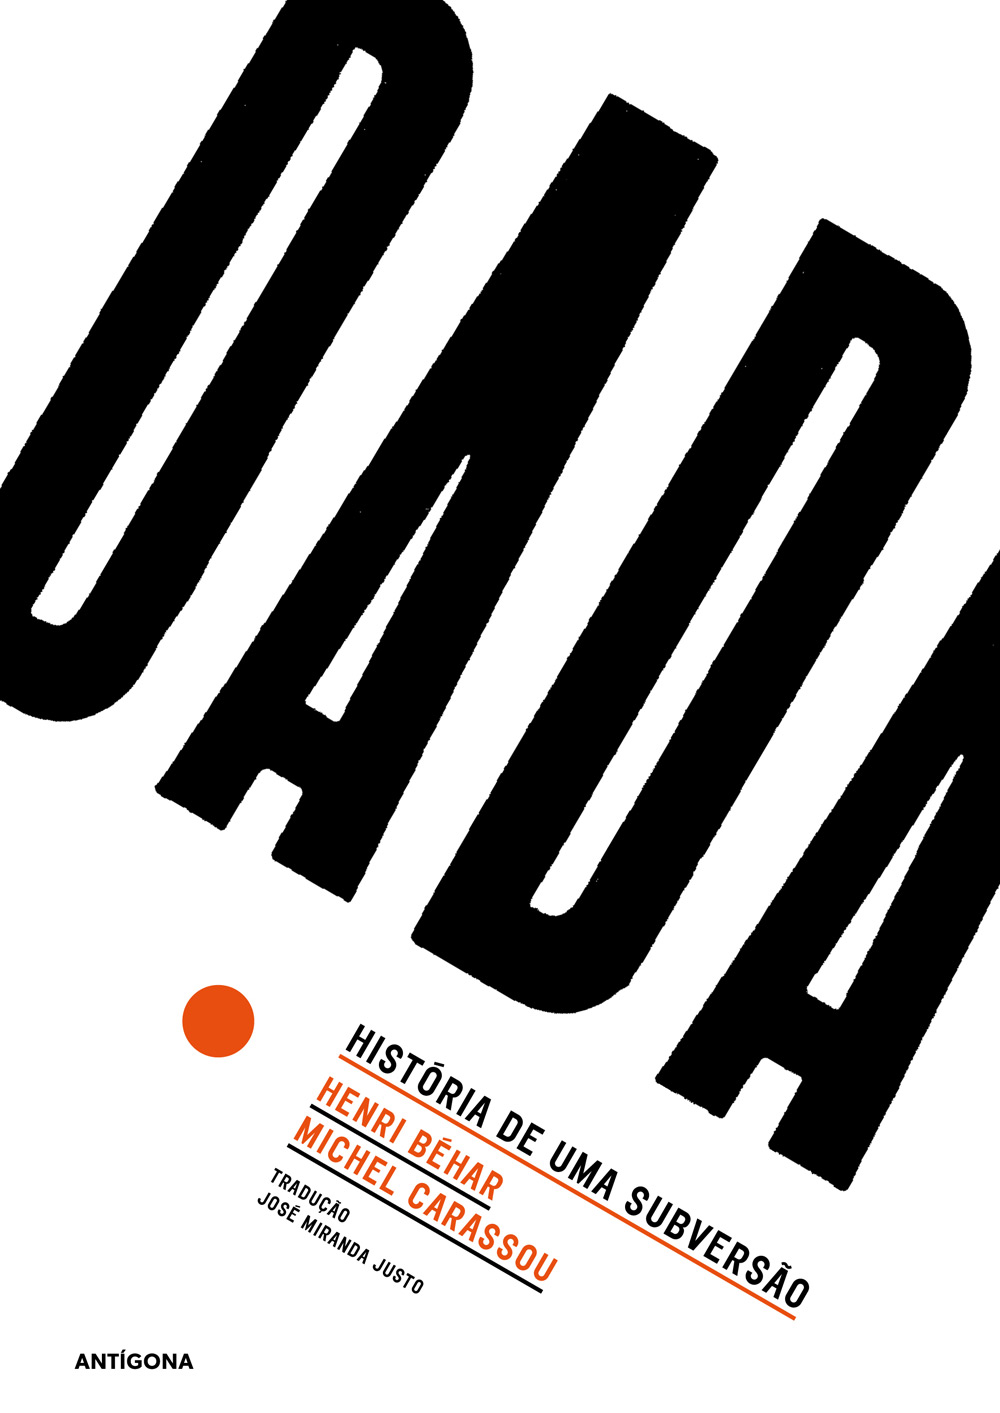 DADA
HISTÓRIA DE UMA SUBVERSÃO
HENRI BÉHAR
MICHEL CARASSOU
TRADUÇÃO
JOSÉ MIRANDA JUSTO
ANTÍGONA